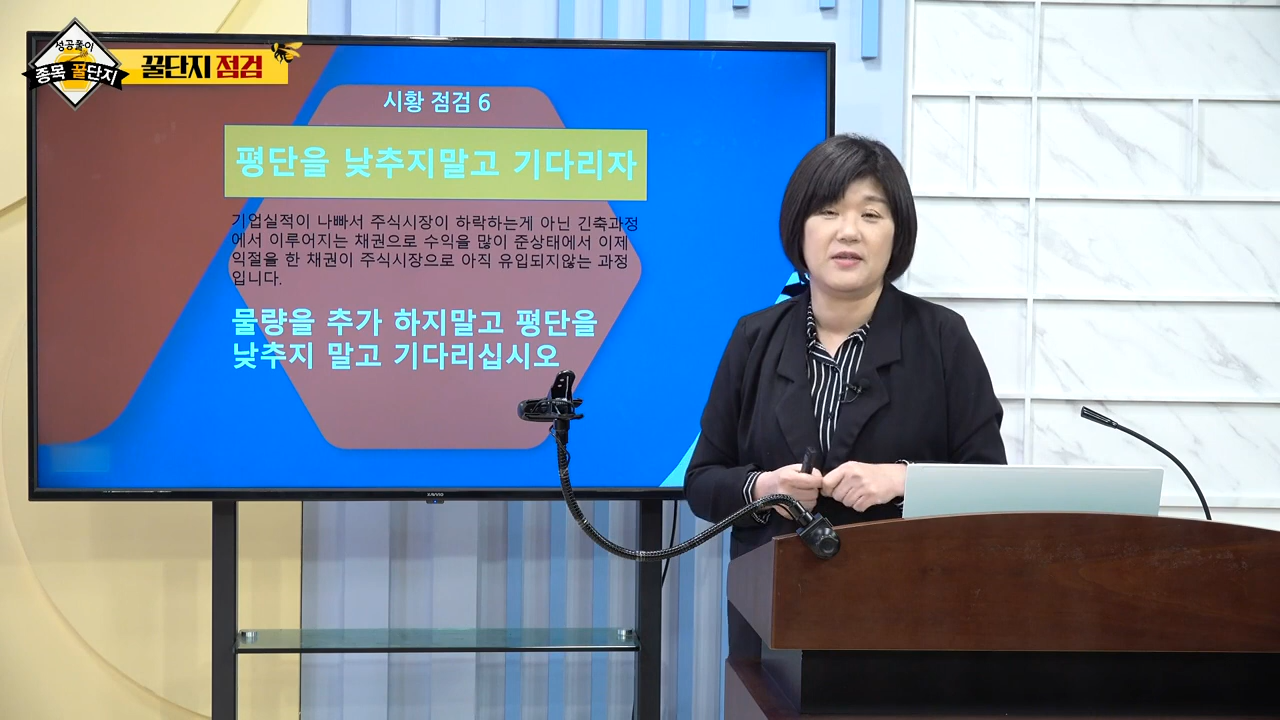 성공풀이
종목 꿀단지
꿀단지 점검
시황 점검 6
평단을 낮추지말고 기다리자
기업실적이 나빠서 주식시장이 하락하는게 아닌 긴축과정
에서 이루어지는 채권으로 수익을 많이 준상태에서 이제
익절을 한 채권이 주식시장으로 아직 유입되지않는 과정
입니다.
물량을 추가 하지말고 평단을
낮추지 말고 기다리십시오